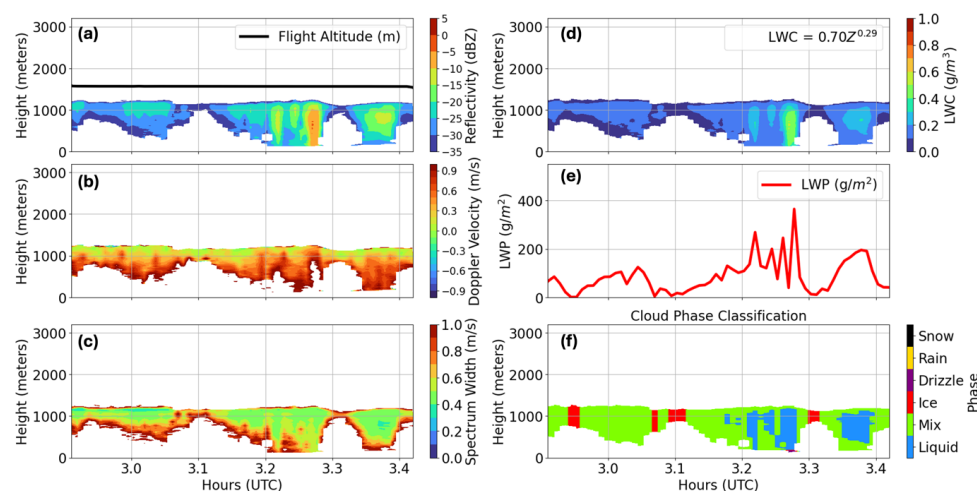 (a)
Flight Altitude (m)
3000
2000
1000
0
Height (meters)
5
0
−5
−10
−15
−20
−25
−30
−35
Reflectivity (dBZ)
(d)
LWC = 0.70Z^0.29
3000
2000
1000
0
Height (meters)
1.0
0.8
0.6
0.4
0.2
0.0
LWC (g/m³)
(b)
3000
2000
1000
0
Height (meters)
0.9
0.6
0.3
0.0
−0.3
−0.6
−0.9
Doppler Velocity (m/s)
(e)
LWP (g/m²)
400
200
0
LWP (g/m²)
(c)
3000
2000
1000
0
Height (meters)
3.0
3.1
3.2
3.3
3.4
Hours (UTC)
1.0
0.8
0.6
0.4
0.2
0.0
Spectrum Width (m/s)
Cloud Phase Classification
(f)
3000
2000
1000
0
Height (meters)
3.0
3.1
3.2
3.3
3.4
Hours (UTC)
Snow
Rain
Drizzle
Ice
Mix
Liquid
Phase